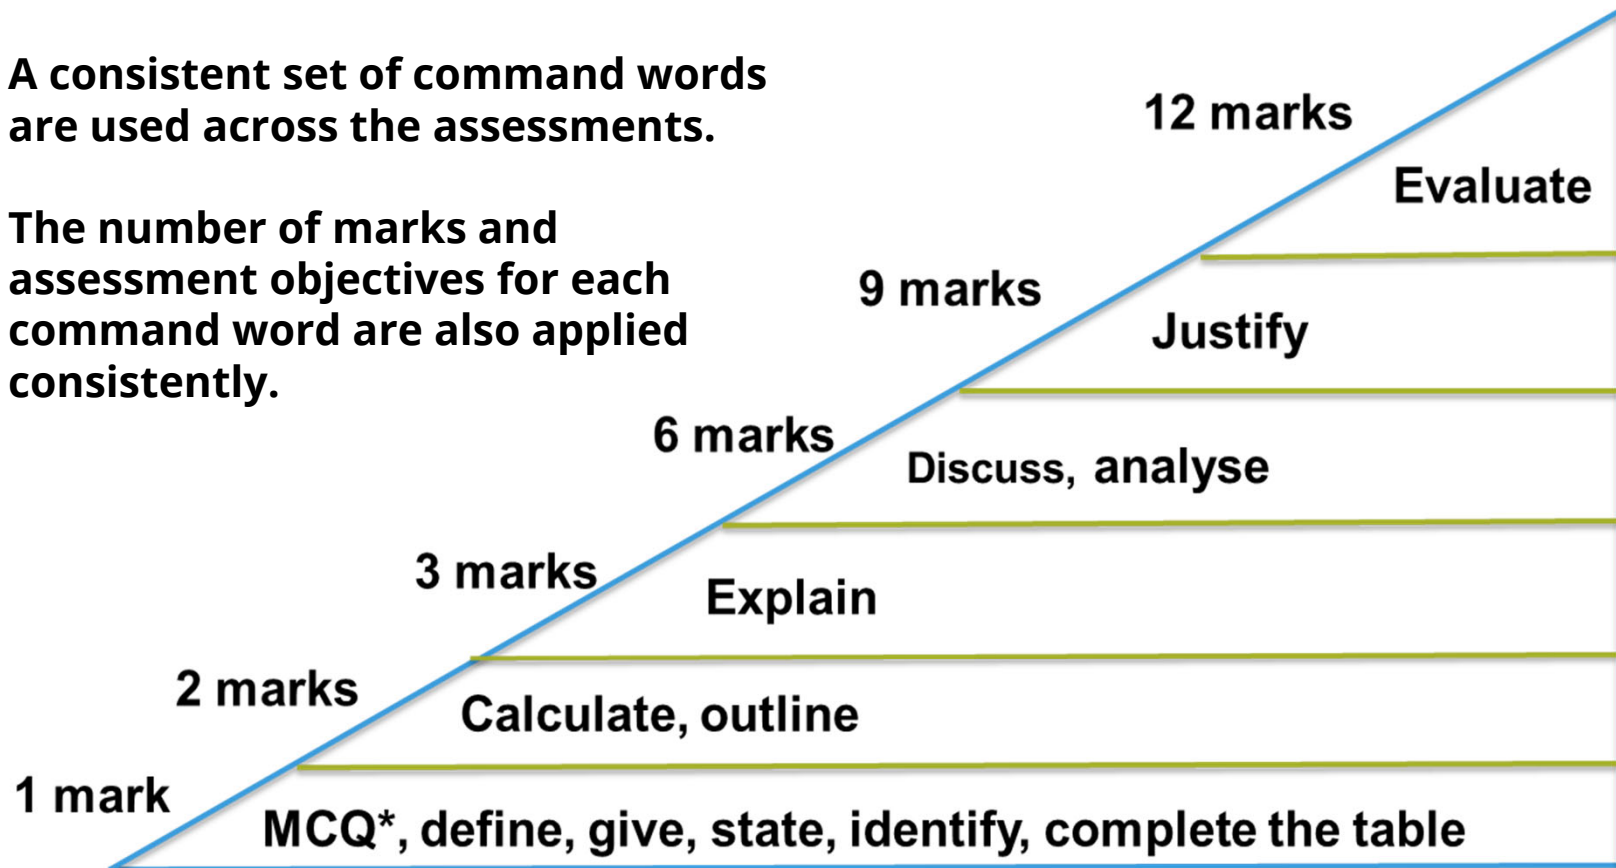 A consistent set of command words
are used across the assessments.
The number of marks and
assessment objectives for each
command word are also applied
consistently.
12 marks
Evaluate
9 marks
Justify
6 marks
Discuss, analyse
3 marks
Explain
2 marks
Calculate, outline
1 mark
MCQ*, define, give, state, identify, complete the table